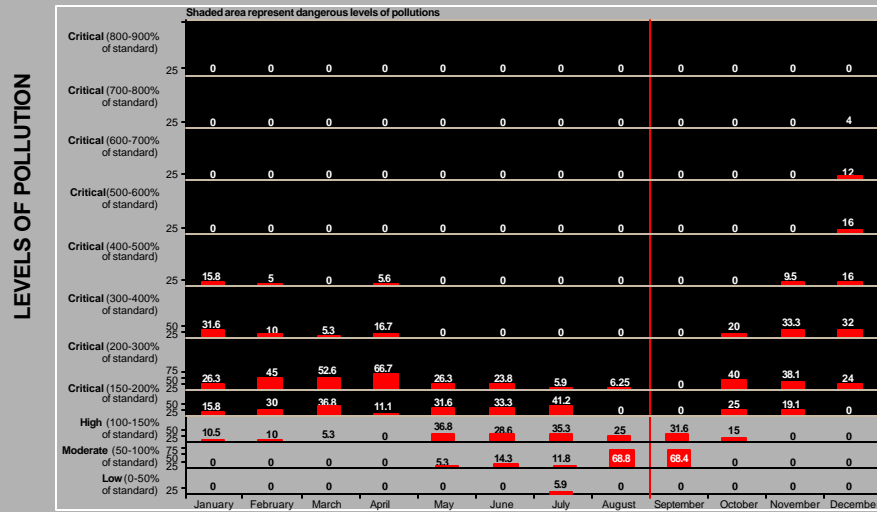 Shaded area represent dangerous levels of pollutions
LEVELS OF POLLUTION
Critical (800-900%
of standard)
25
0 0 0 0 0 0 0 0 0 0 0 0
Critical (700-800%
of standard)
25
0 0 0 0 0 0 0 0 0 0 0 4
Critical (600-700%
of standard)
25
0 0 0 0 0 0 0 0 0 0 0 12
Critical(500-600%
of standard)
25
0 0 0 0 0 0 0 0 0 0 0 16
Critical (400-500%
of standard)
25
15.8 5 0 5.6 0 0 0 0 0 0 9.5 16
Critical (300-400%
of standard)
50
25
31.6 10 5.3 16.7 0 0 0 0 0 20 33.3 32
Critical (200-300%
of standard)
75
50
25
26.3 45 52.6 66.7 26.3 23.8 5.9 6.25 0 40 38.1 24
Critical (150-200%
of standard)
50
25
15.8 30 36.8 11.1 31.6 33.3 41.2 0 0 25 19.1 0
High (100-150%
of standard)
50
25
10.5 10 5.3 0 36.8 28.6 35.3 25 31.6 15 0 0
Moderate (50-100%
of standard)
75
50
25
0 0 0 0 5.3 14.3 11.8 68.8 68.4 0 0 0
Low (0-50%
of standard)
25
0 0 0 0 0 0 5.9 0 0 0 0 0
January February March April May June July August September October November December